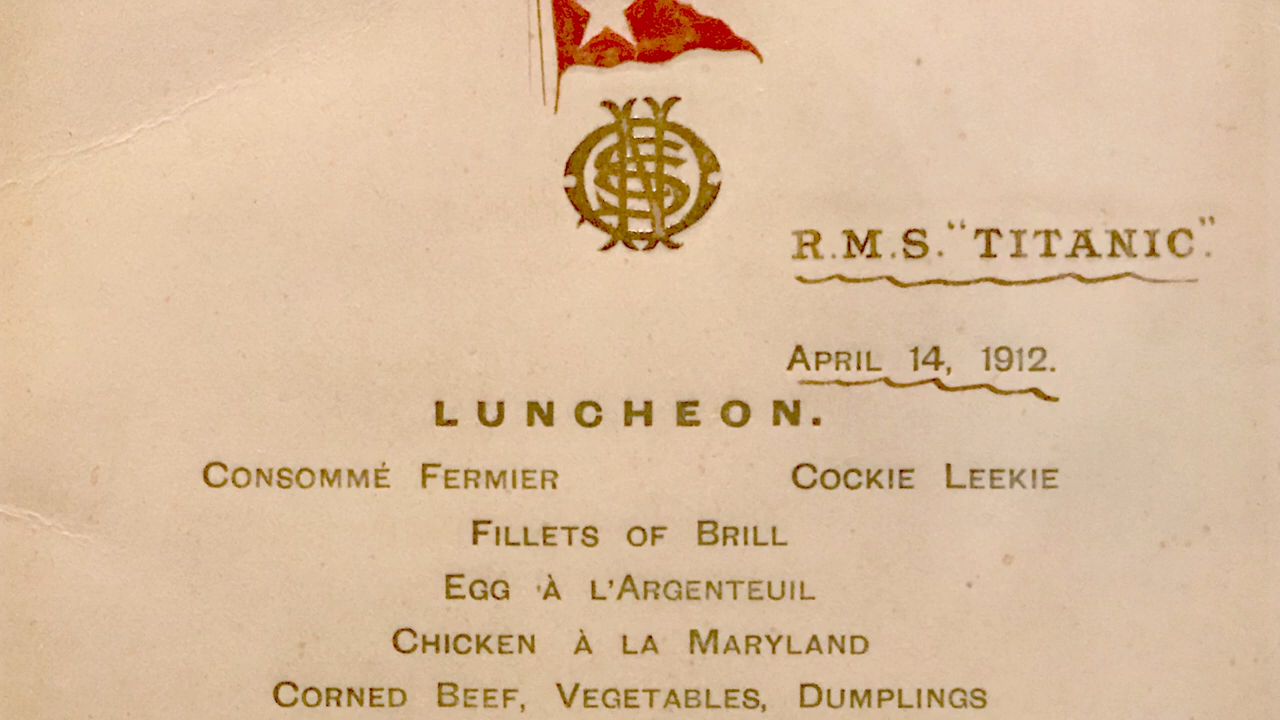 R.M.S. "TITANIC".
APRIL 14, 1912.
LUNCHEON.
CONSOMMÉ FERMIER COCKIE LEEKIE
FILLETS OF BRILL
EGG À L'ARGENTEUIL
CHICKEN À LA MARYLAND
CORNED BEEF, VEGETABLES, DUMPLINGS